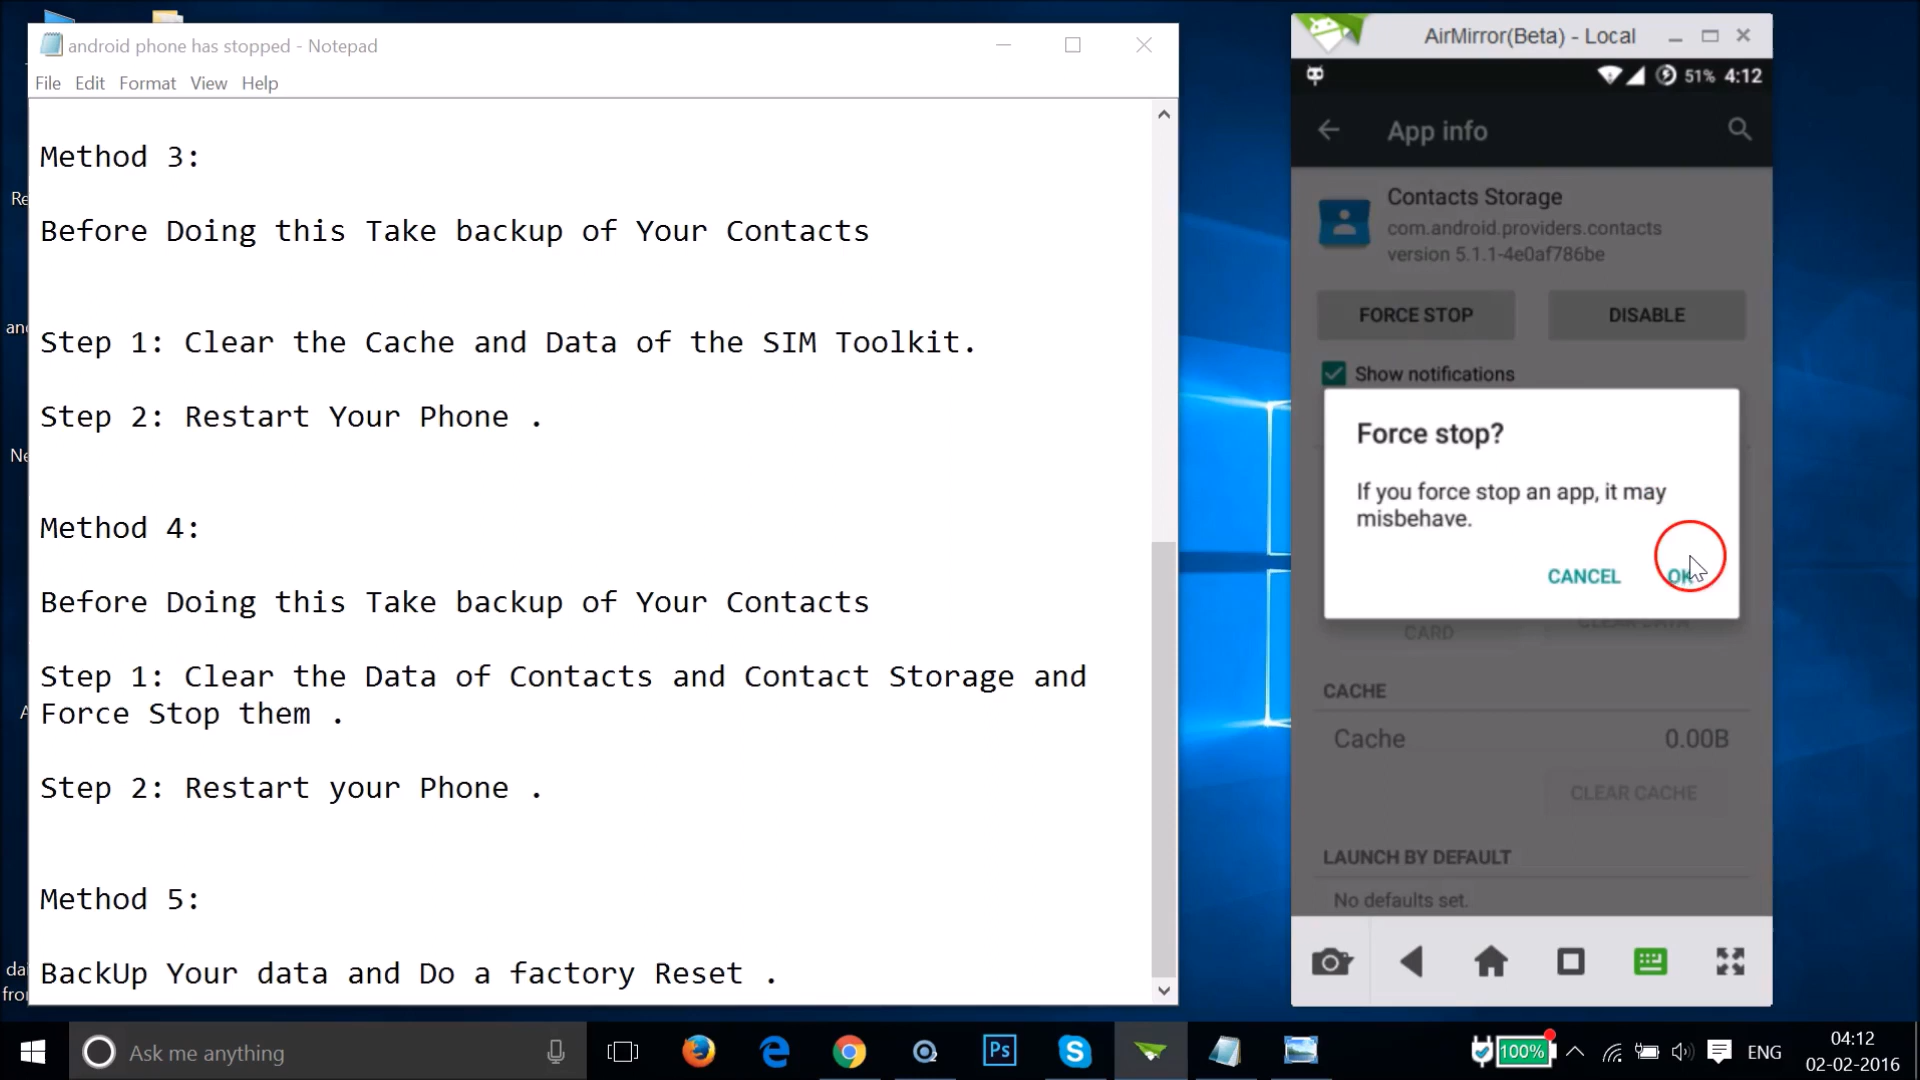 android phone has stopped - Notepad
File Edit Format View Help
Method 3:
Before Doing this Take backup of Your Contacts
Step 1: Clear the Cache and Data of the SIM Toolkit.
Step 2: Restart Your Phone .
Method 4:
Before Doing this Take backup of Your Contacts
Step 1: Clear the Data of Contacts and Contact Storage and
Force Stop them .
Step 2: Restart your Phone .
Method 5:
BackUp Your data and Do a factory Reset .
AirMirror(Beta) - Local
51% 4:12
App info
Contacts Storage
com.android.providers.contacts
version 5.1.1-4e0af786be
FORCE STOP DISABLE
Show notifications
Force stop?
If you force stop an app, it may
misbehave.
CANCEL OK
CARD CLEAR DATA
CACHE
Cache 0.00B
CLEAR CACHE
LAUNCH BY DEFAULT
No defaults set.
Ask me anything
Ps
100%
ENG
04:12
02-02-2016